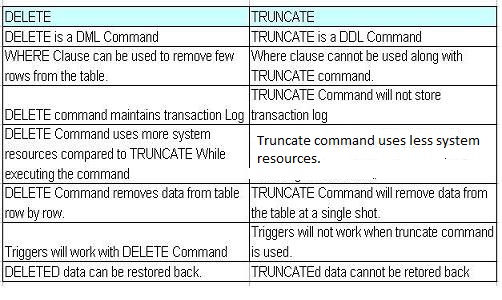 DELETE
TRUNCATE
DELETE is a DML Command
TRUNCATE is a DDL Command
WHERE Clause can be used to remove few
rows from the table.
Where clause cannot be used along with
TRUNCATE command.
DELETE command maintains transaction Log
TRUNCATE Command will not store
transaction log
DELETE Command uses more system
resources compared to TRUNCATE While
executing the command
Truncate command uses less system
resources.
DELETE Command removes data from table
row by row.
TRUNCATE Command will remove data from
the table at a single shot.
Triggers will work with DELETE Command
Triggers will not work when truncate command
is used.
DELETED data can be restored back.
TRUNCATEd data cannot be retored back